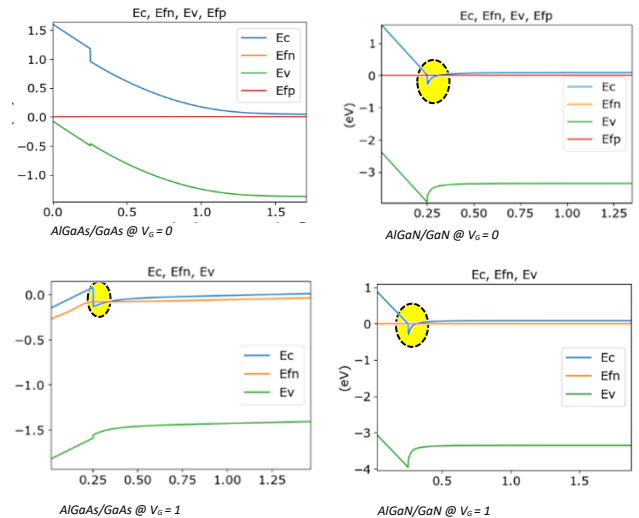 Ec, Efn, Ev, Efp
1.5
1.0
0.5
0.0
−0.5
−1.0
Ec
Efn
Ev
Efp
0.0
0.5
1.0
1.5
AlGaAs/GaAs @ VG = 0
Ec, Efn, Ev, Efp
1
0
−1
−2
−3
(eV)
Ec
Efn
Ev
Efp
0.25
0.50
0.75
1.00
1.25
AlGaN/GaN @ VG = 0
Ec, Efn, Ev
0.0
−0.5
−1.0
−1.5
Ec
Efn
Ev
0.25
0.50
0.75
1.00
1.25
AlGaAs/GaAs @ VG = 1
Ec, Efn, Ev
1
0
−1
−2
−3
−4
(eV)
Ec
Efn
Ev
0.5
1.0
1.5
AlGaN/GaN @ VG = 1